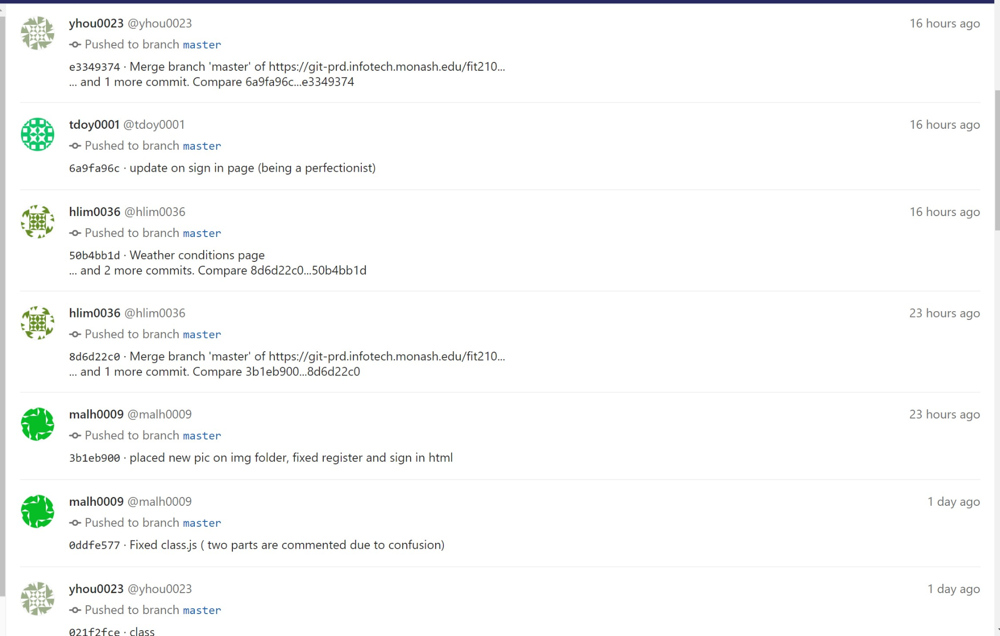 yhou0023 @yhou0023 16 hours ago
Pushed to branch master
e3349374 · Merge branch 'master' of https://git-prd.infotech.monash.edu/fit210...
... and 1 more commit. Compare 6a9fa96c...e3349374
tdoy0001 @tdoy0001 16 hours ago
Pushed to branch master
6a9fa96c · update on sign in page (being a perfectionist)
hlim0036 @hlim0036 16 hours ago
Pushed to branch master
50b4bb1d · Weather conditions page
... and 2 more commits. Compare 8d6d22c0...50b4bb1d
hlim0036 @hlim0036 23 hours ago
Pushed to branch master
8d6d22c0 · Merge branch 'master' of https://git-prd.infotech.monash.edu/fit210...
... and 1 more commit. Compare 3b1eb900...8d6d22c0
malh0009 @malh0009 23 hours ago
Pushed to branch master
3b1eb900 · placed new pic on img folder, fixed register and sign in html
malh0009 @malh0009 1 day ago
Pushed to branch master
0ddfe577 · Fixed class.js ( two parts are commented due to confusion)
yhou0023 @yhou0023 1 day ago
Pushed to branch master
021f2fce · class